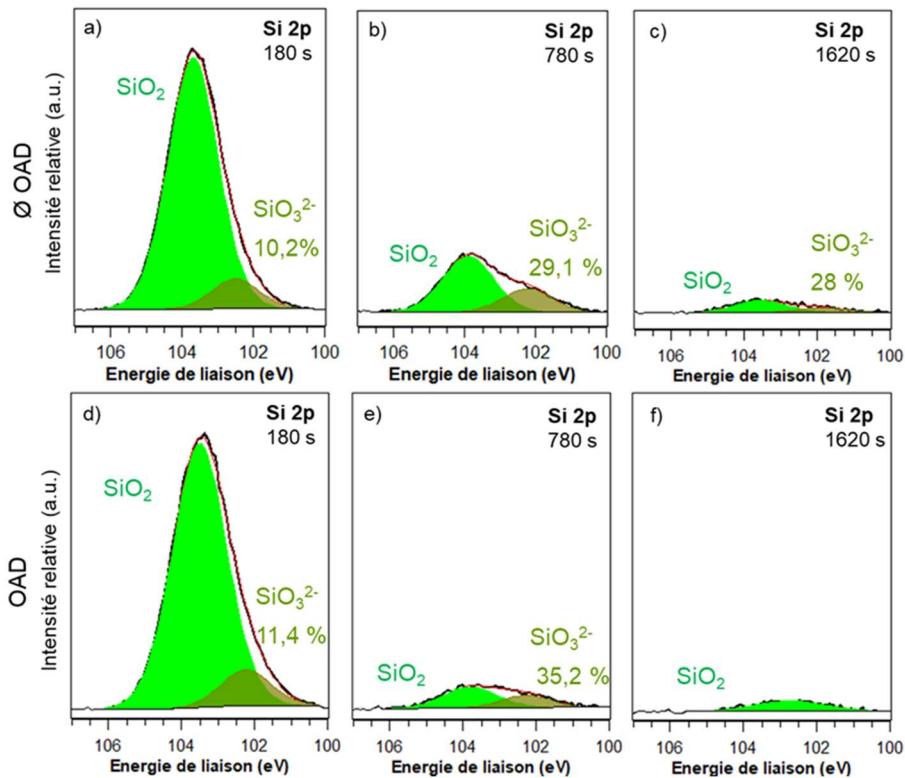 a)
Si 2p
180 s
SiO₂
SiO₃²⁻
10,2%
106 104 102 100
Energie de liaison (eV)
b)
Si 2p
780 s
SiO₂
SiO₃²⁻
29,1 %
106 104 102 100
Energie de liaison (eV)
c)
Si 2p
1620 s
SiO₂
SiO₃²⁻
28 %
106 104 102 100
Energie de liaison (eV)
Ø OAD
Intensité relative (a.u.)
d)
Si 2p
180 s
SiO₂
SiO₃²⁻
11,4 %
106 104 102 100
Energie de liaison (eV)
e)
Si 2p
780 s
SiO₂
SiO₃²⁻
35,2 %
106 104 102 100
Energie de liaison (eV)
f)
Si 2p
1620 s
SiO₂
106 104 102 100
Energie de liaison (eV)
OAD
Intensité relative (a.u.)